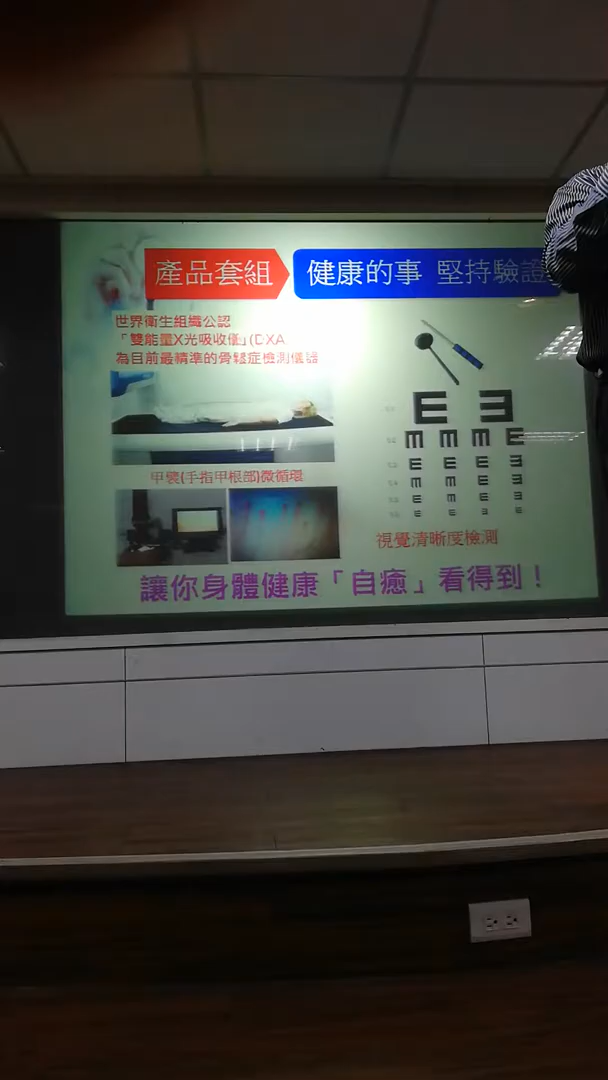 產品套組
健康的事 堅持驗證
世界衛生組織公認
「雙能量X光吸收儀」(DXA
為目前最精準的骨鬆症檢測儀器
甲襞(手指甲根部)微循環
視覺清晰度檢測
讓你身體健康「自癒」看得到！